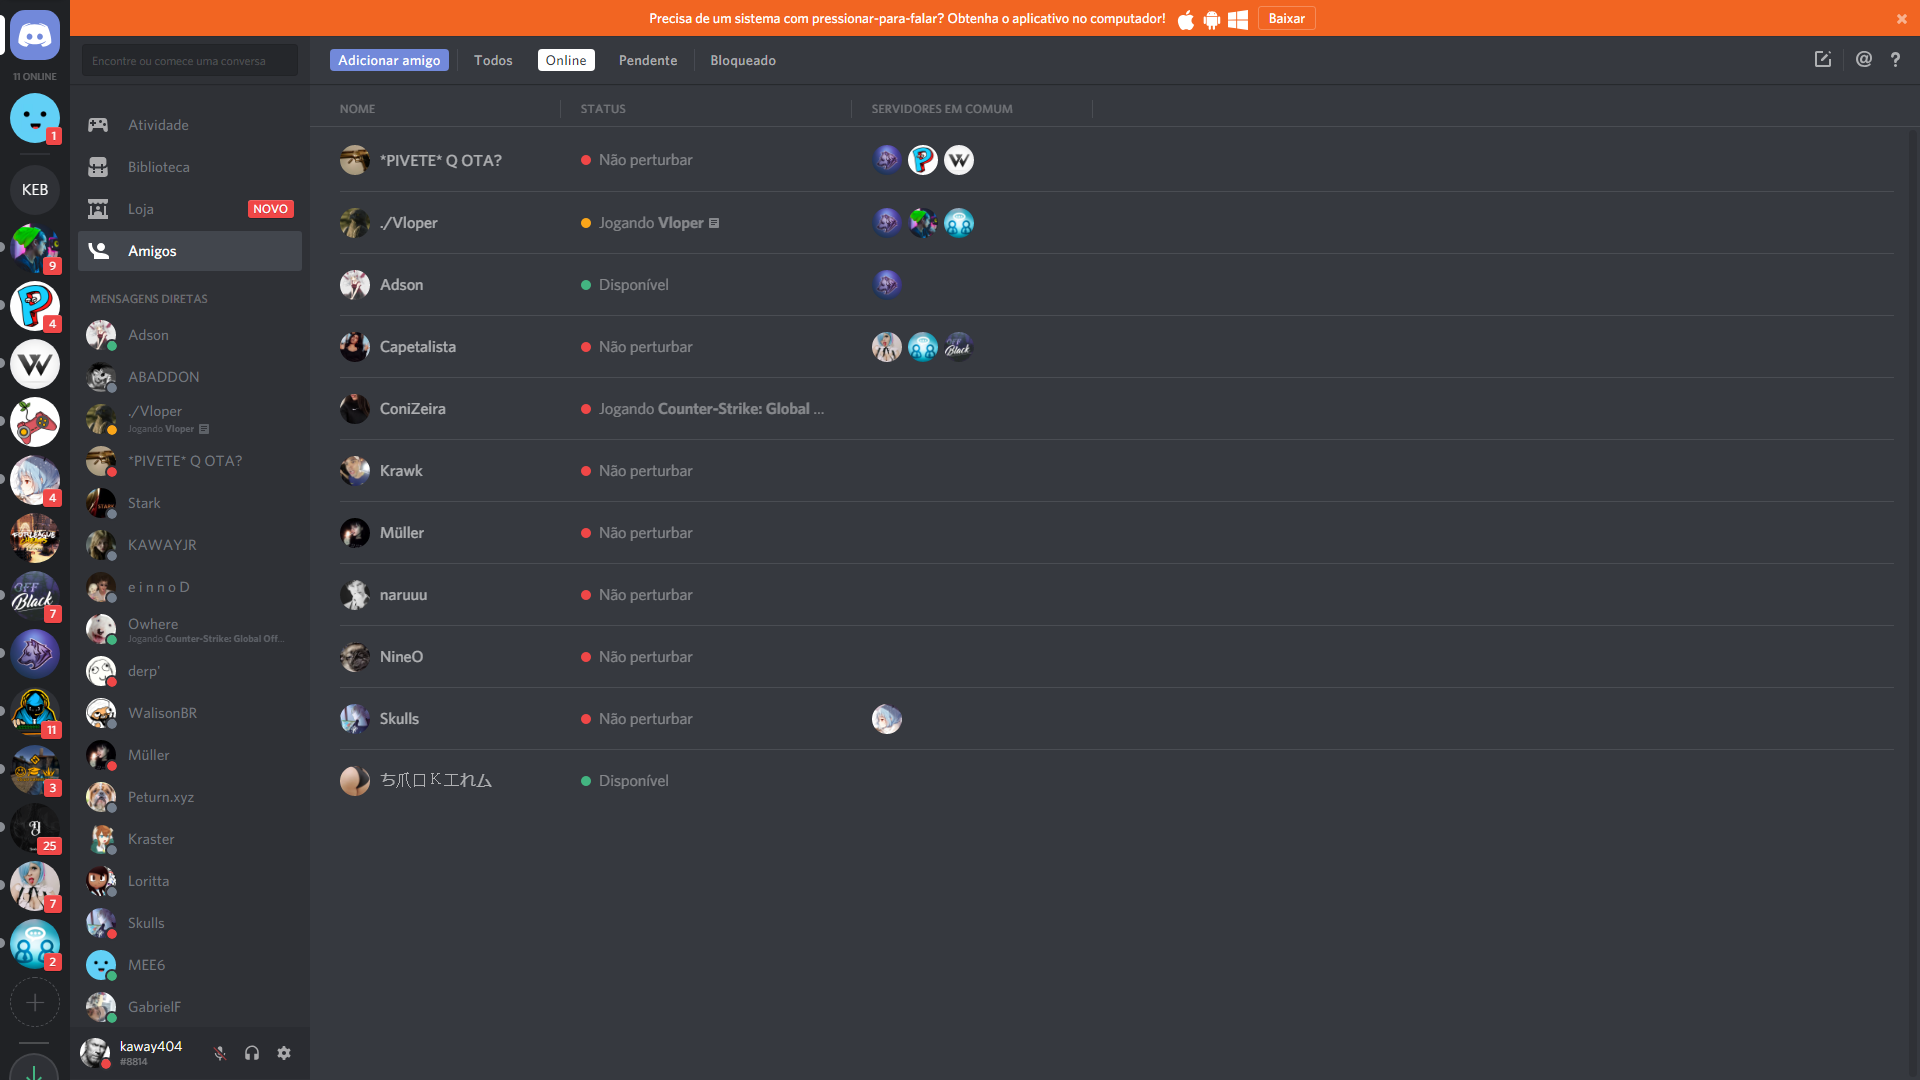 Precisa de um sistema com pressionar-para-falar? Obtenha o aplicativo no computador! Baixar
11 ONLINE
1
KEB
9
4
4
OFF Black
7
11
3
25
7
2
Encontre ou comece uma conversa
Atividade
Biblioteca
Loja NOVO
Amigos
MENSAGENS DIRETAS
Adson
ABADDON
./Vloper
Jogando Vloper
*PIVETE* Q OTA?
Stark
KAWAYJR
e i n n o D
Owhere
Jogando Counter-Strike: Global Off...
derp'
WalisonBR
Müller
Peturn.xyz
Kraster
Loritta
Skulls
MEE6
GabrielF
kaway404
#8814
Adicionar amigo Todos Online Pendente Bloqueado
NOME STATUS SERVIDORES EM COMUM
*PIVETE* Q OTA? Não perturbar
./Vloper Jogando Vloper
Adson Disponível
Capetalista Não perturbar
ConiZeira Jogando Counter-Strike: Global ...
Krawk Não perturbar
Müller Não perturbar
naruuu Não perturbar
NineO Não perturbar
Skulls Não perturbar
ち爪ロK工れム Disponível